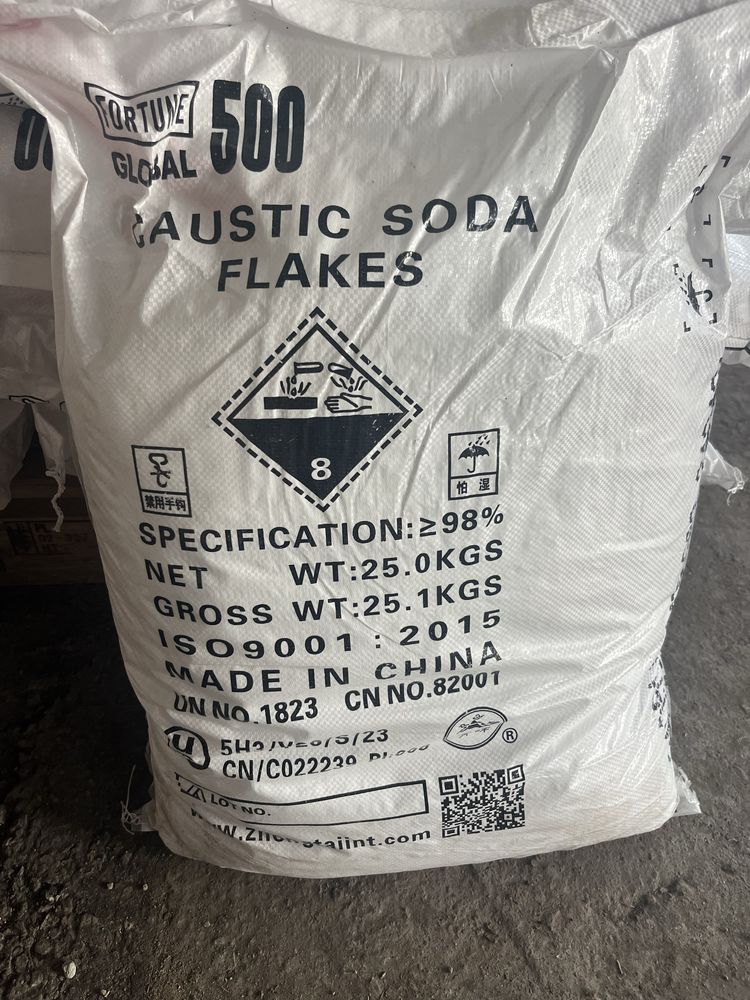 FORTUNE
GLOBAL 500
CAUSTIC SODA
FLAKES
8
禁用手钩
怕 湿
SPECIFICATION:≥98%
NET WT:25.0KGS
GROSS WT:25.1KGS
ISO9001:2015
MADE IN CHINA
UN NO.1823 CN NO.82001
CN/C022239
LOT NO.
®